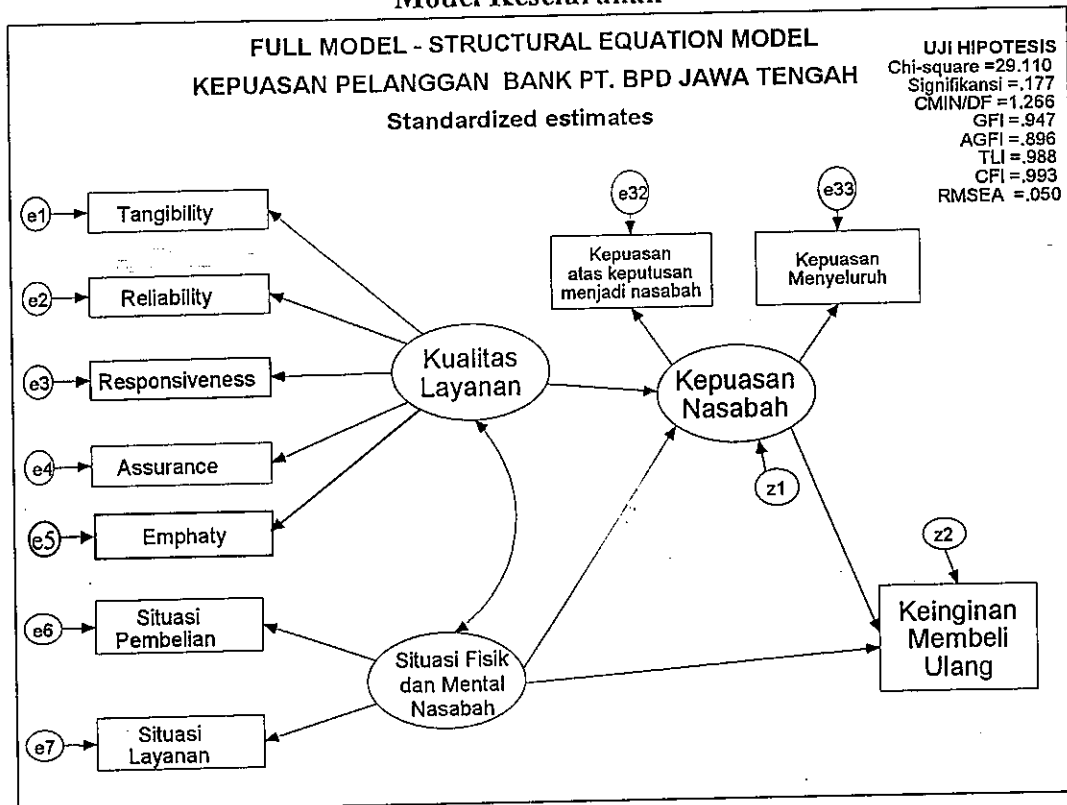 Model Keseluruhan
FULL MODEL - STRUCTURAL EQUATION MODEL
KEPUASAN PELANGGAN BANK PT. BPD JAWA TENGAH
Standardized estimates
UJI HIPOTESIS
Chi-square =29.110
Signifikansi =.177
CMIN/DF =1.266
GFI =.947
AGFI =.896
TLI =.988
CFI =.993
RMSEA =.050
e1
Tangibility
e2
Reliability
e3
Responsiveness
e4
Assurance
e5
Emphaty
e6
Situasi
Pembelian
e7
Situasi
Layanan
Kualitas
Layanan
Situasi Fisik
dan Mental
Nasabah
e32
Kepuasan
atas keputusan
menjadi nasabah
e33
Kepuasan
Menyeluruh
Kepuasan
Nasabah
z1
z2
Keinginan
Membeli
Ulang